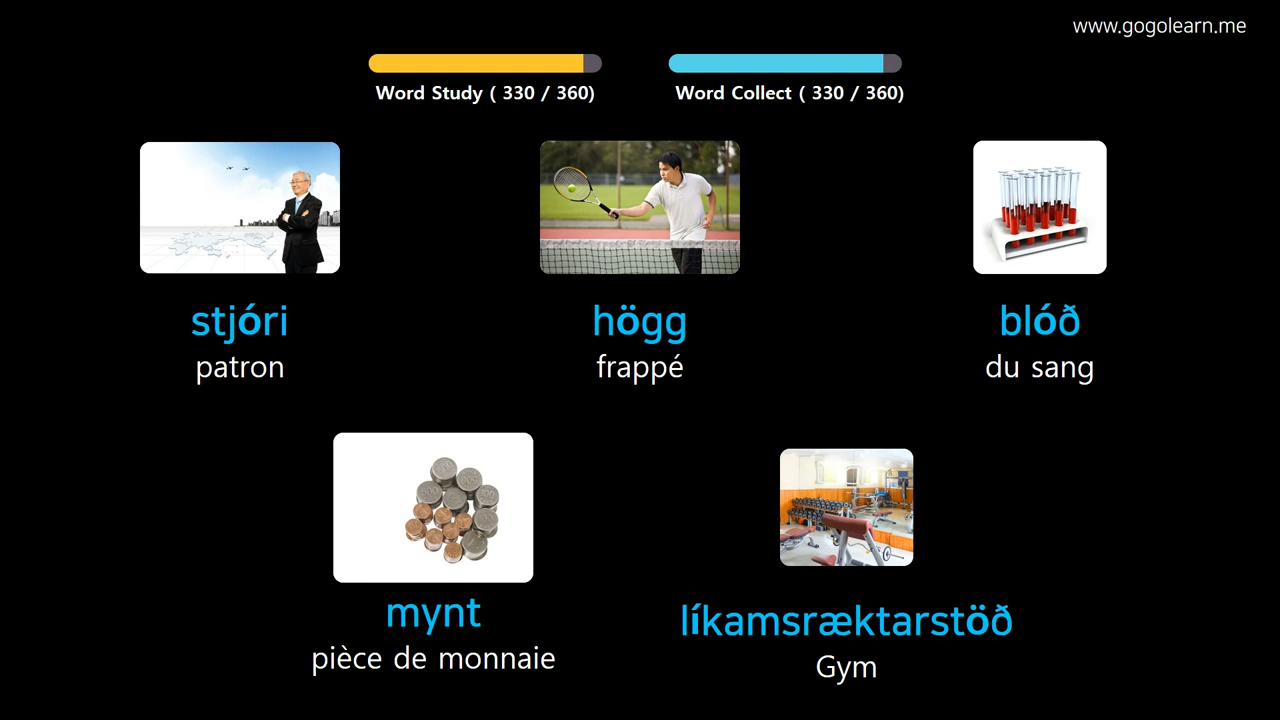 www.gogolearn.me
Word Study ( 330 / 360)
Word Collect ( 330 / 360)
stjóri
patron
högg
frappé
blóð
du sang
mynt
pièce de monnaie
líkamsræktarstöð
Gym